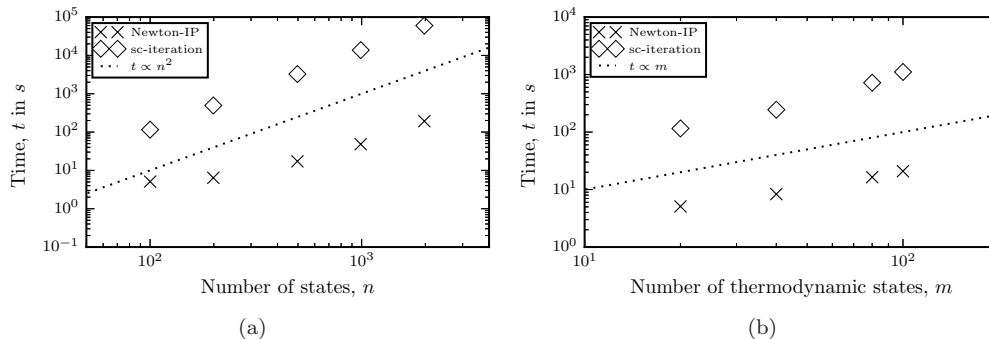 10^5
10^4
10^3
10^2
10^1
10^0
10^{-1}
Time, t in s
Newton-IP
sc-iteration
t ∝ n^2
10^2
10^3
Number of states, n
(a)
10^4
10^3
10^2
10^1
10^0
Time, t in s
Newton-IP
sc-iteration
t ∝ m
10^1
10^2
Number of thermodynamic states, m
(b)